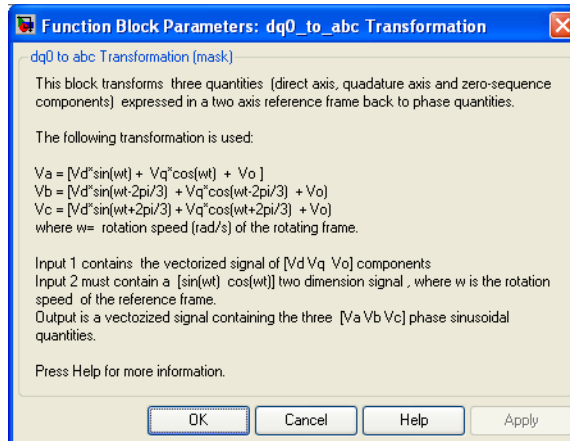 Function Block Parameters: dq0_to_abc Transformation
dq0 to abc Transformation (mask)
This block transforms three quantities (direct axis, quadature axis and zero-sequence
components) expressed in a two axis reference frame back to phase quantities.
The following transformation is used:
Va = [Vd*sin(wt) + Vq*cos(wt) + Vo ]
Vb = [Vd*sin(wt-2pi/3) + Vq*cos(wt-2pi/3) + Vo)
Vc = [Vd*sin(wt+2pi/3) + Vq*cos(wt+2pi/3) + Vo)
where w= rotation speed (rad/s) of the rotating frame.
Input 1 contains the vectorized signal of [Vd Vq Vo] components
Input 2 must contain a [sin(wt) cos(wt)] two dimension signal , where w is the rotation
speed of the reference frame.
Output is a vectozized signal containing the three [Va Vb Vc] phase sinusoidal
quantities.
Press Help for more information.
OK Cancel Help Apply